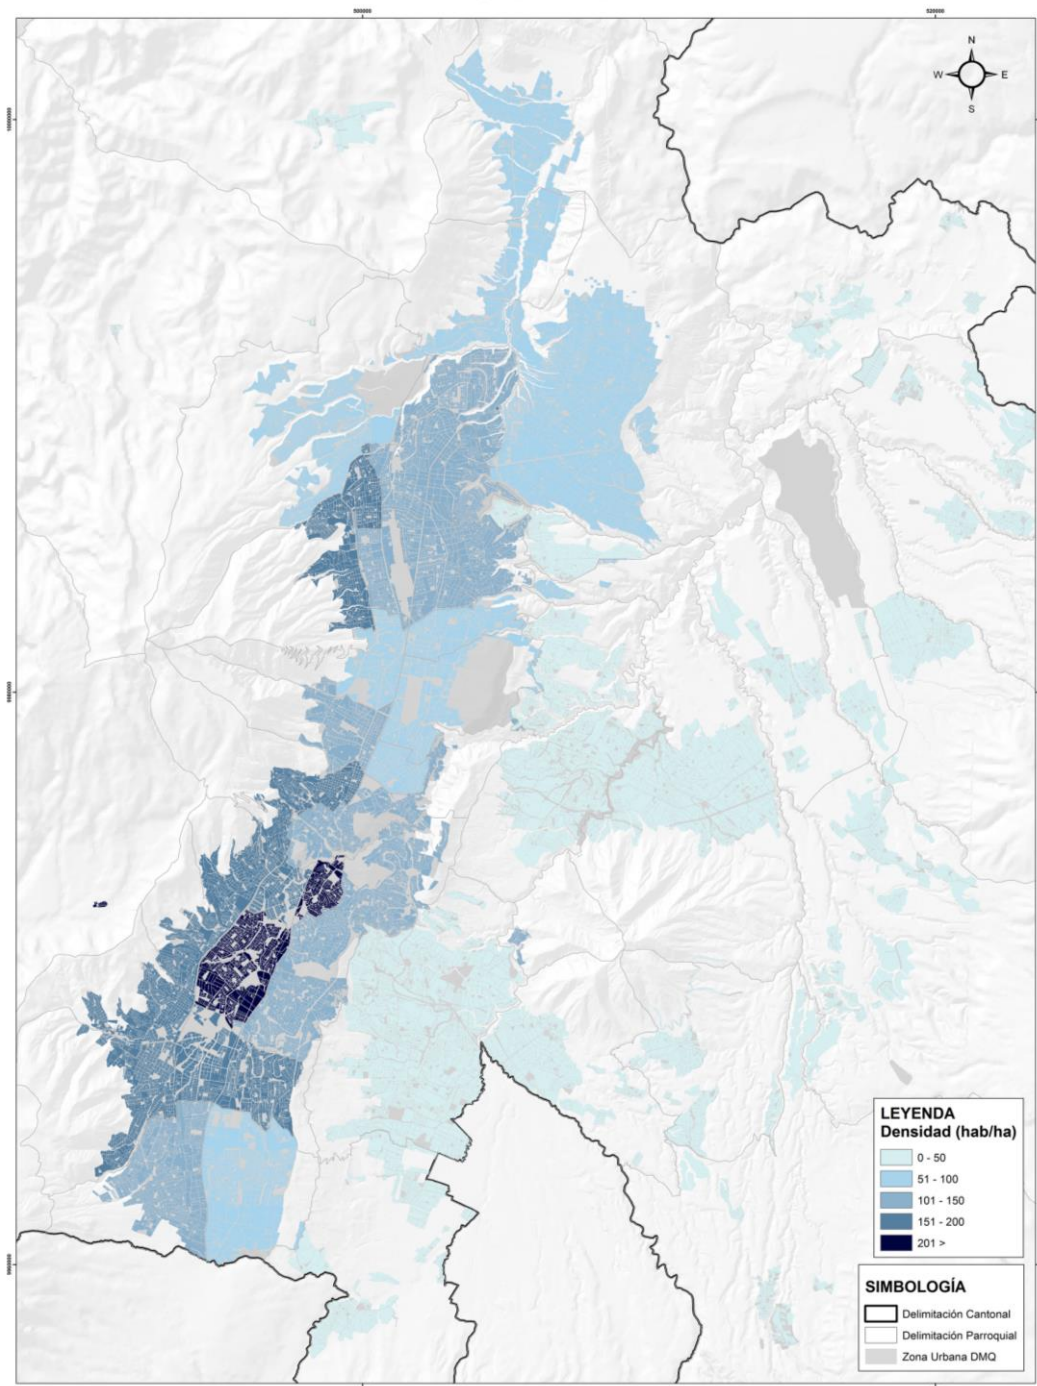 500000
520000
N
W
E
S
LEYENDA
Densidad (hab/ha)
0 - 50
51 - 100
101 - 150
151 - 200
201 >
SIMBOLOGÍA
Delimitación Cantonal
Delimitación Parroquial
Zona Urbana DMQ